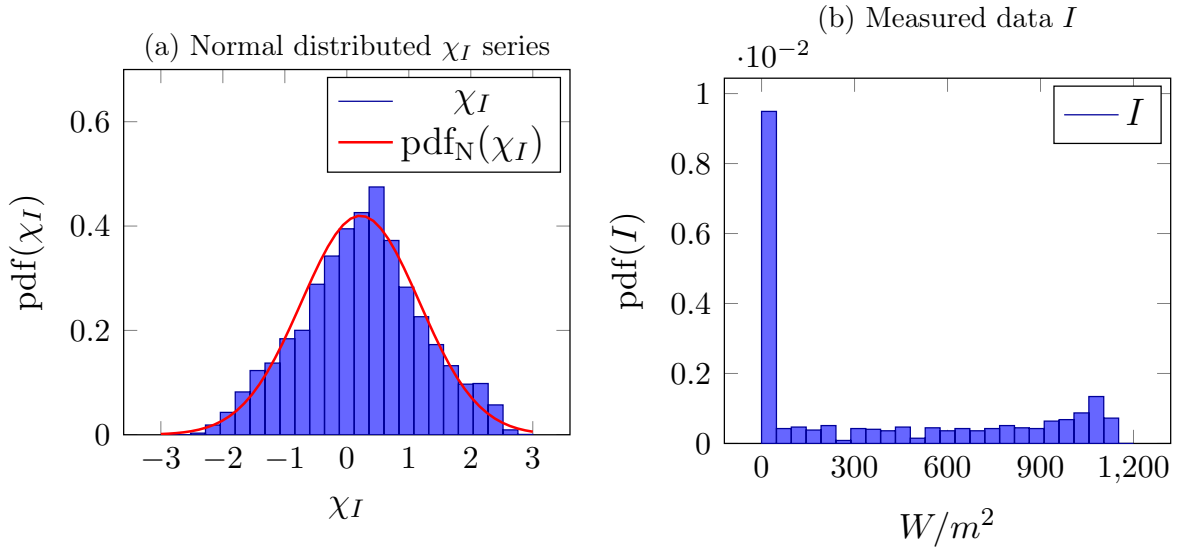 (a) Normal distributed χ_I series
χ_I
pdf_N(χ_I)
pdf(χ_I)
0.6
0.4
0.2
0
−3 −2 −1 0 1 2 3
χ_I
(b) Measured data I
·10^−2
I
pdf(I)
1
0.8
0.6
0.4
0.2
0
0 300 600 900 1,200
W/m^2